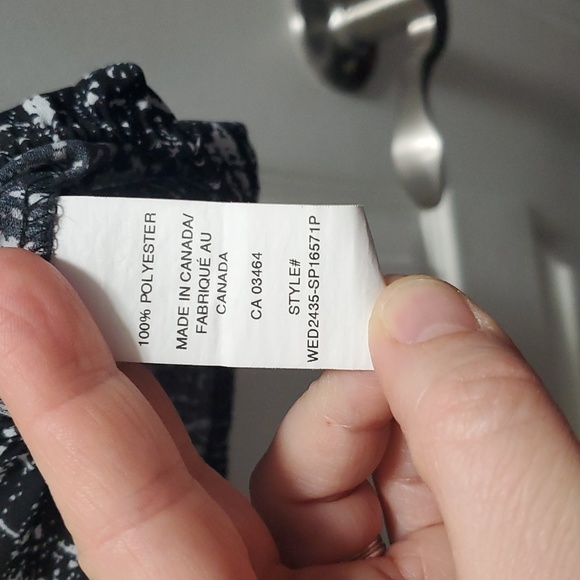 100% POLYESTER
MADE IN CANADA/
FABRIQUÉ AU
CANADA
CA 03464
STYLE#
WED2435-SP16571P